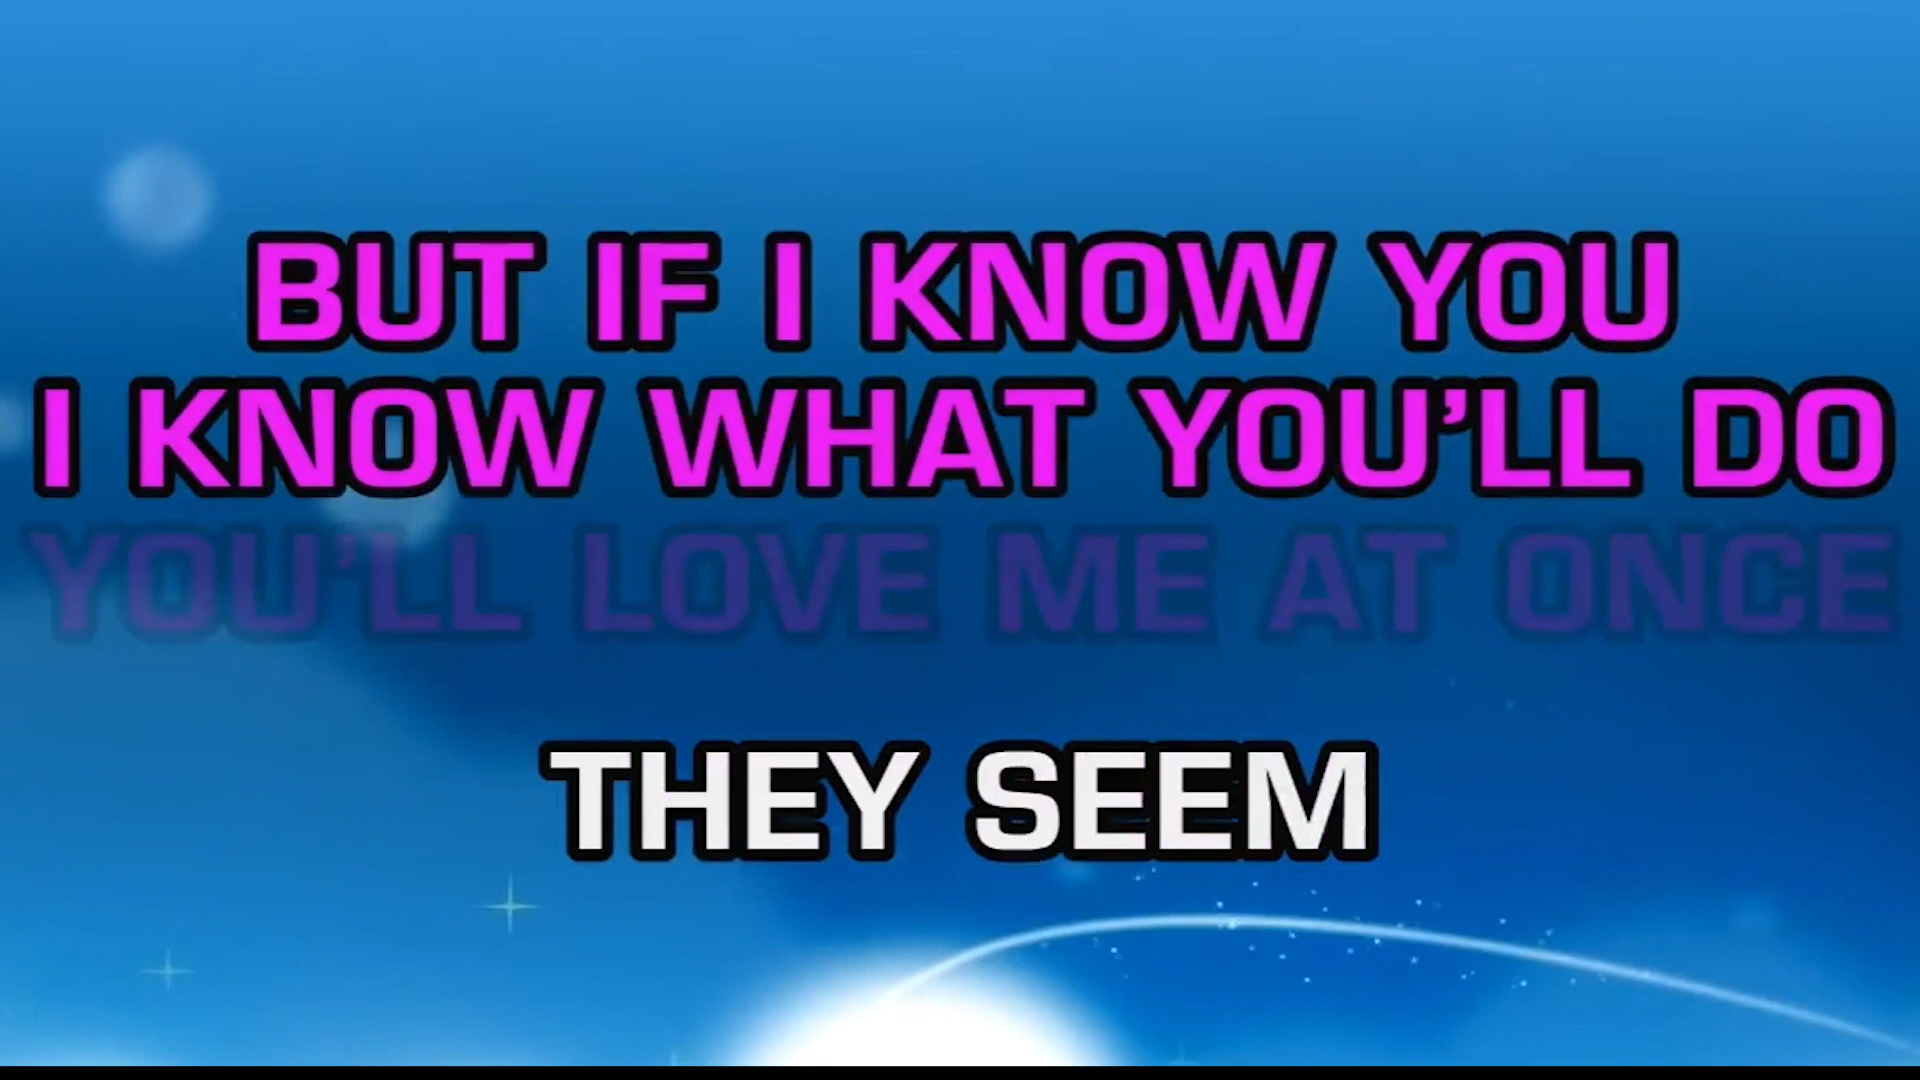 BUT IF I KNOW YOU
I KNOW WHAT YOU'LL DO
YOU'LL LOVE ME AT ONCE
THEY SEEM